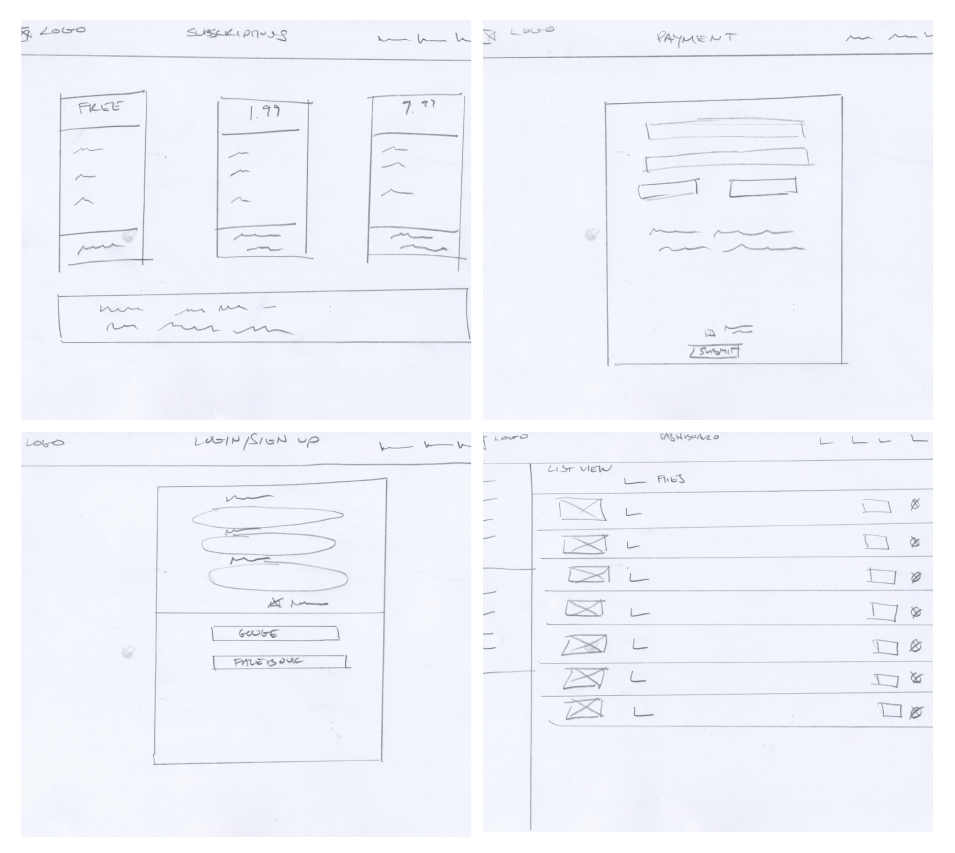 LOGO SUBSCRIPTIONS
FREE
1.99
7.99
LOGO PAYMENT
SUBMIT
LOGO LOGIN/SIGN UP
GOOGE
FACEBOOK
LOGO DASHBOARD
LIST VIEW
FILES